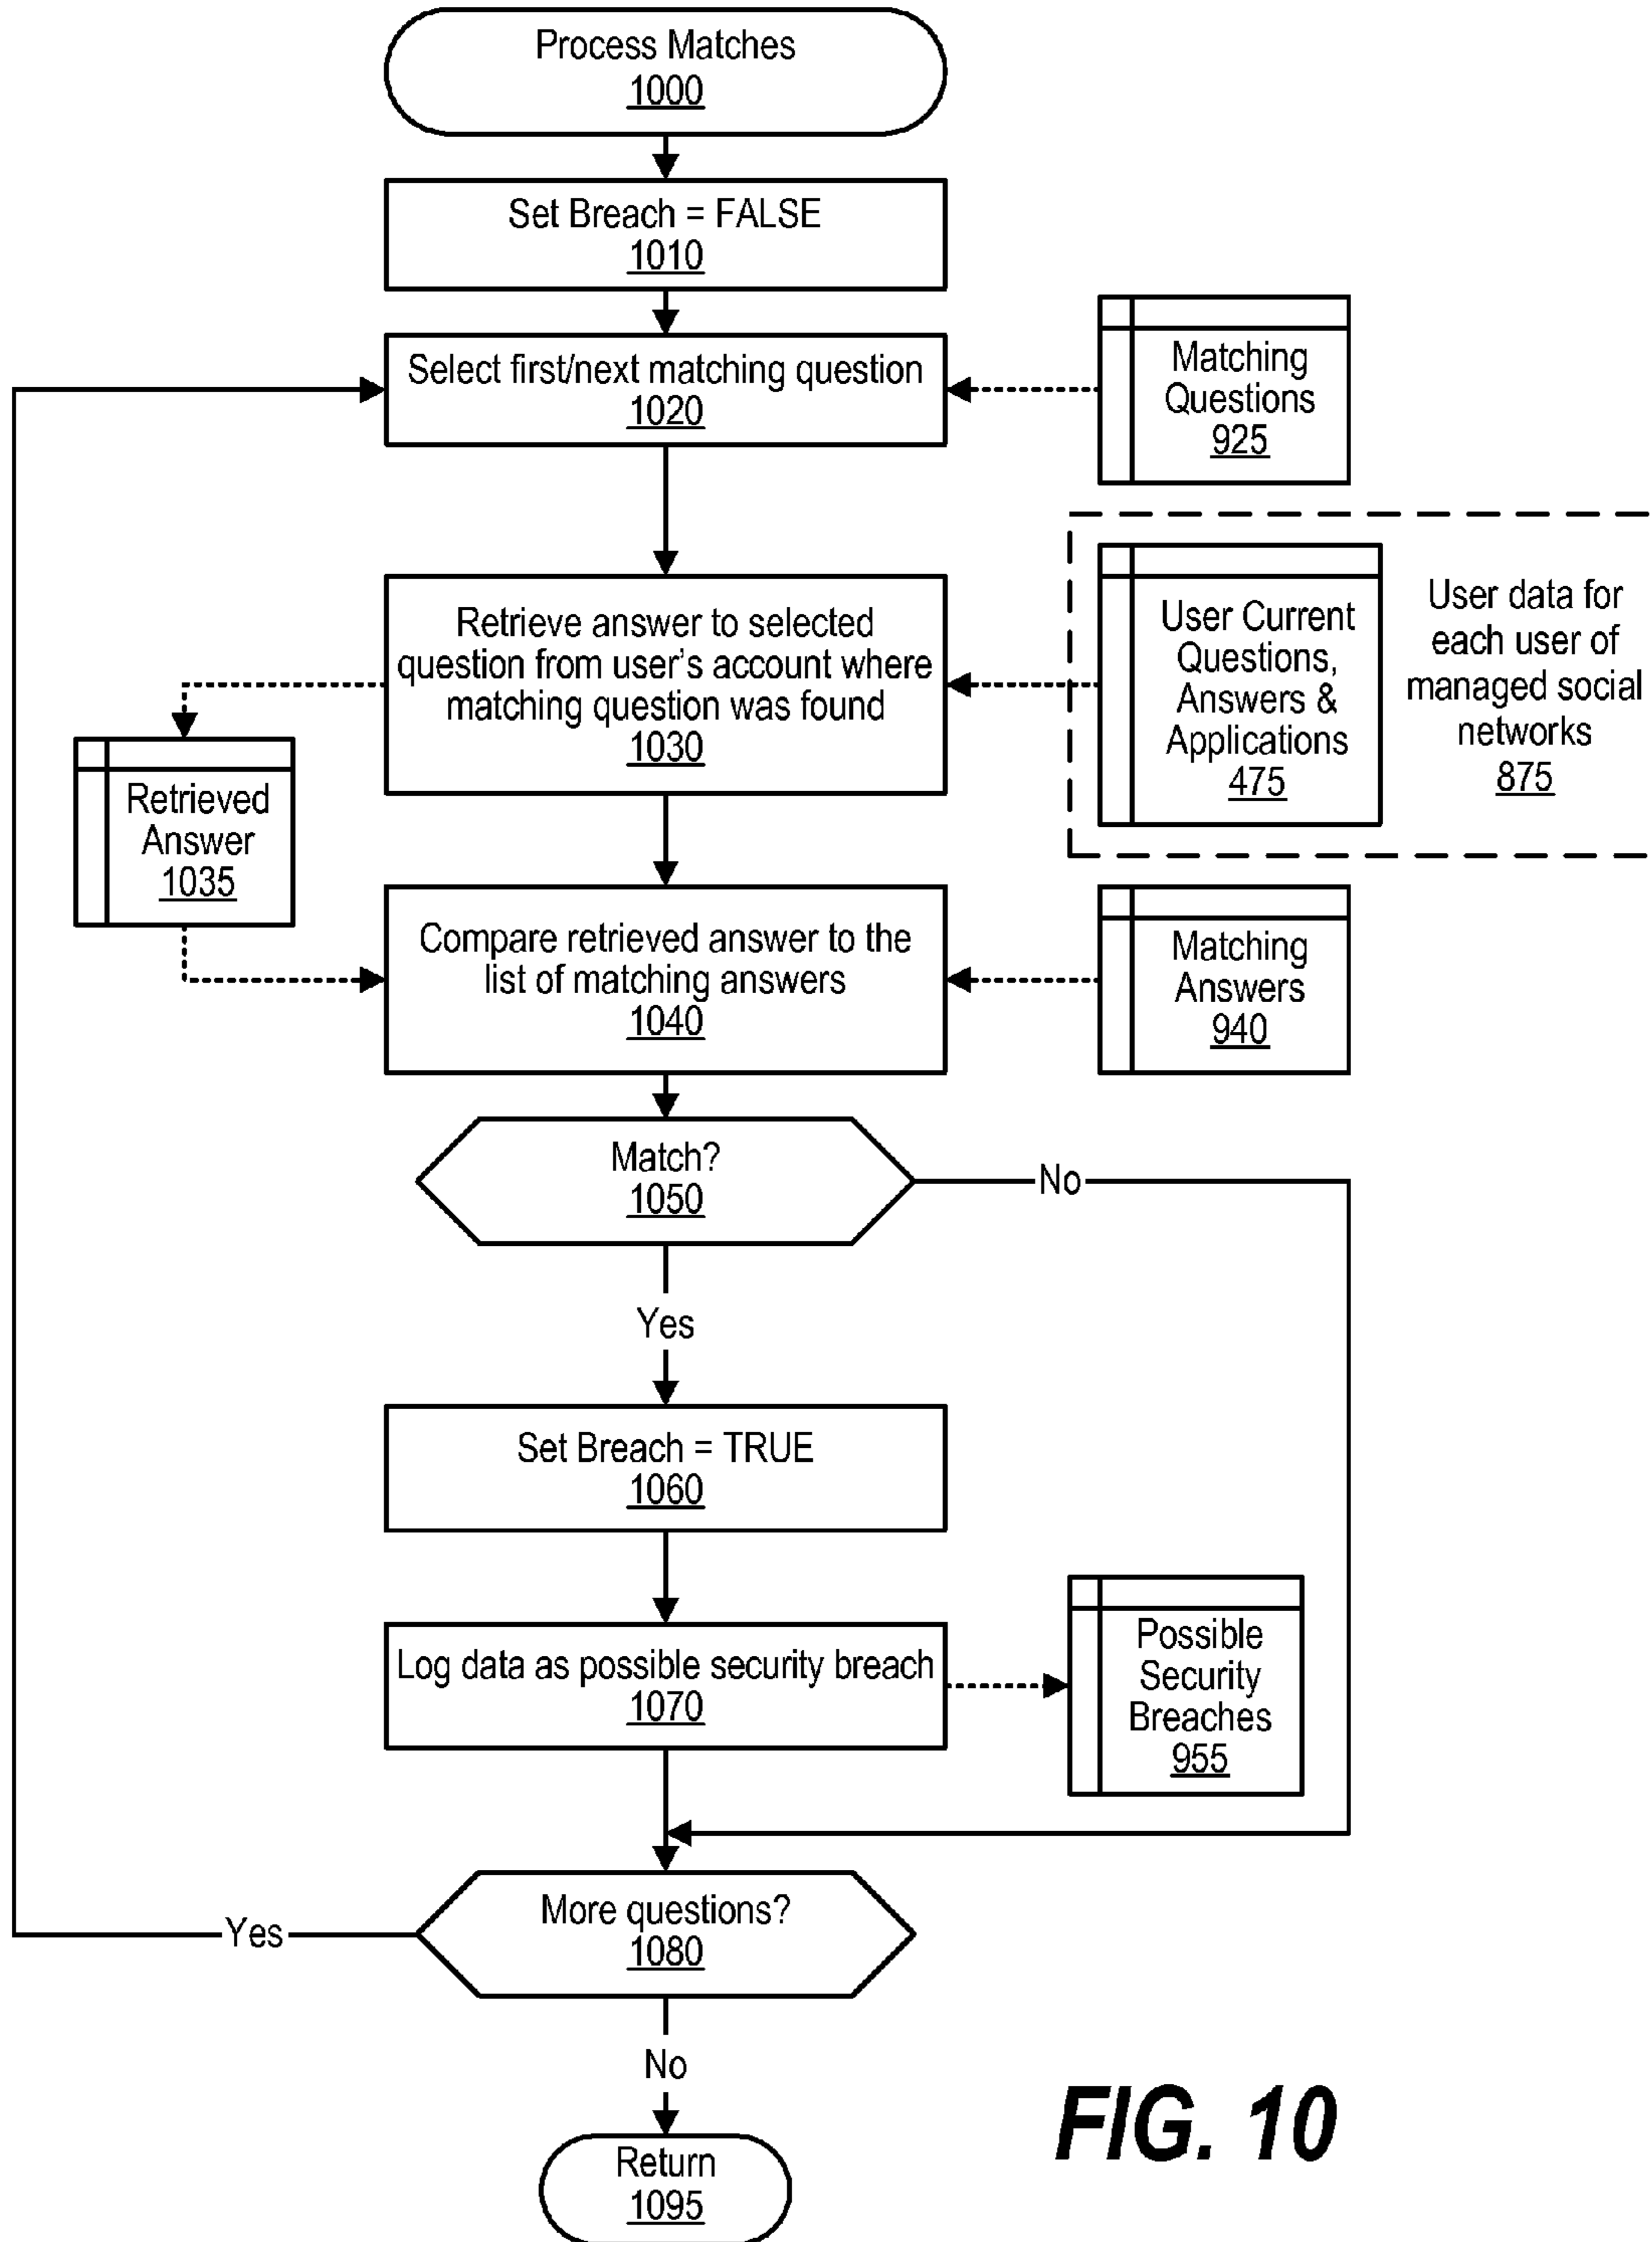 Process Matches
1000
Set Breach = FALSE
1010
Select first/next matching question
1020
Matching
Questions
925
Retrieve answer to selected
question from user's account where
matching question was found
1030
User Current
Questions,
Answers &
Applications
475
User data for
each user of
managed social
networks
875
Retrieved
Answer
1035
Compare retrieved answer to the
list of matching answers
1040
Matching
Answers
940
Match?
1050
No
Yes
Set Breach = TRUE
1060
Log data as possible security breach
1070
Possible
Security
Breaches
955
More questions?
1080
Yes
No
Return
1095
FIG. 10